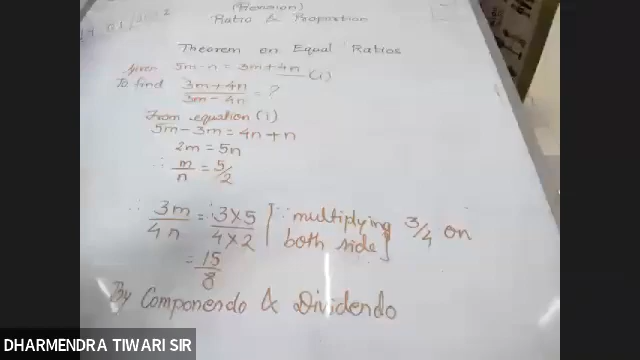 (Revision)
Ratio & Proportion
Theorem on Equal Ratios
Given 5m - n = 3m + 4n (i)
To find 3m + 4n / 3m - 4n = ?
From equation (i)
5m - 3m = 4n + n
2m = 5n
∴ m/n = 5/2
∴ 3m/4n = 3×5/4×2 [∵ multiplying 3/4 on both side]
= 15/8
By Componendo & Dividendo
DHARMENDRA TIWARI SIR